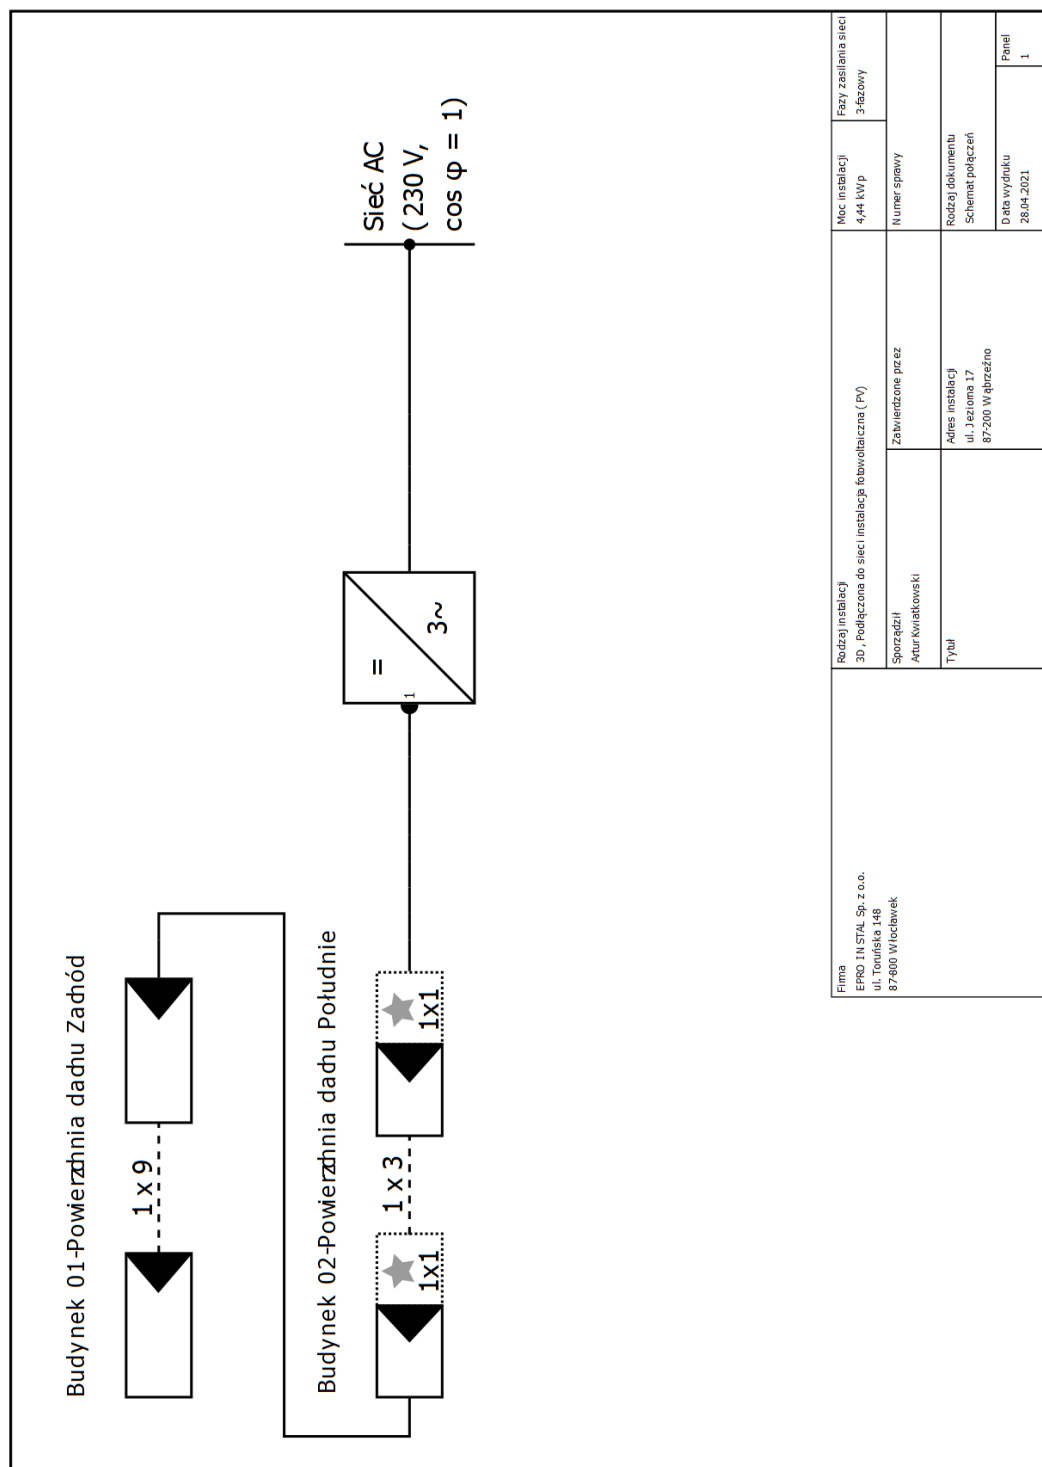 Budynek 01-Powierzchnia dachu Zachód
1 x 9
Budynek 02-Powierzchnia dachu Południe
1x1
1 x 3
1x1
1
=
3~
Sieć AC
(230 V,
cos φ = 1)
Firma
EPRO INSTAL Sp. z o.o.
ul. Toruńska 148
87-800 Włocławek
Rodzaj instalacji
3D, Podłączona do sieci instalacja fotowoltaiczna (PV)
Moc instalacji
4,44 kWp
Fazy zasilania sieci
3-fazowy
Sporządził
Artur Kwiatkowski
Zatwierdzone przez
Numer sprawy
Tytuł
Adres instalacji
ul. Jeziorna 17
87-200 Wąbrzeźno
Rodzaj dokumentu
Schemat połączeń
Data wydruku
28.04.2021
Panel
1